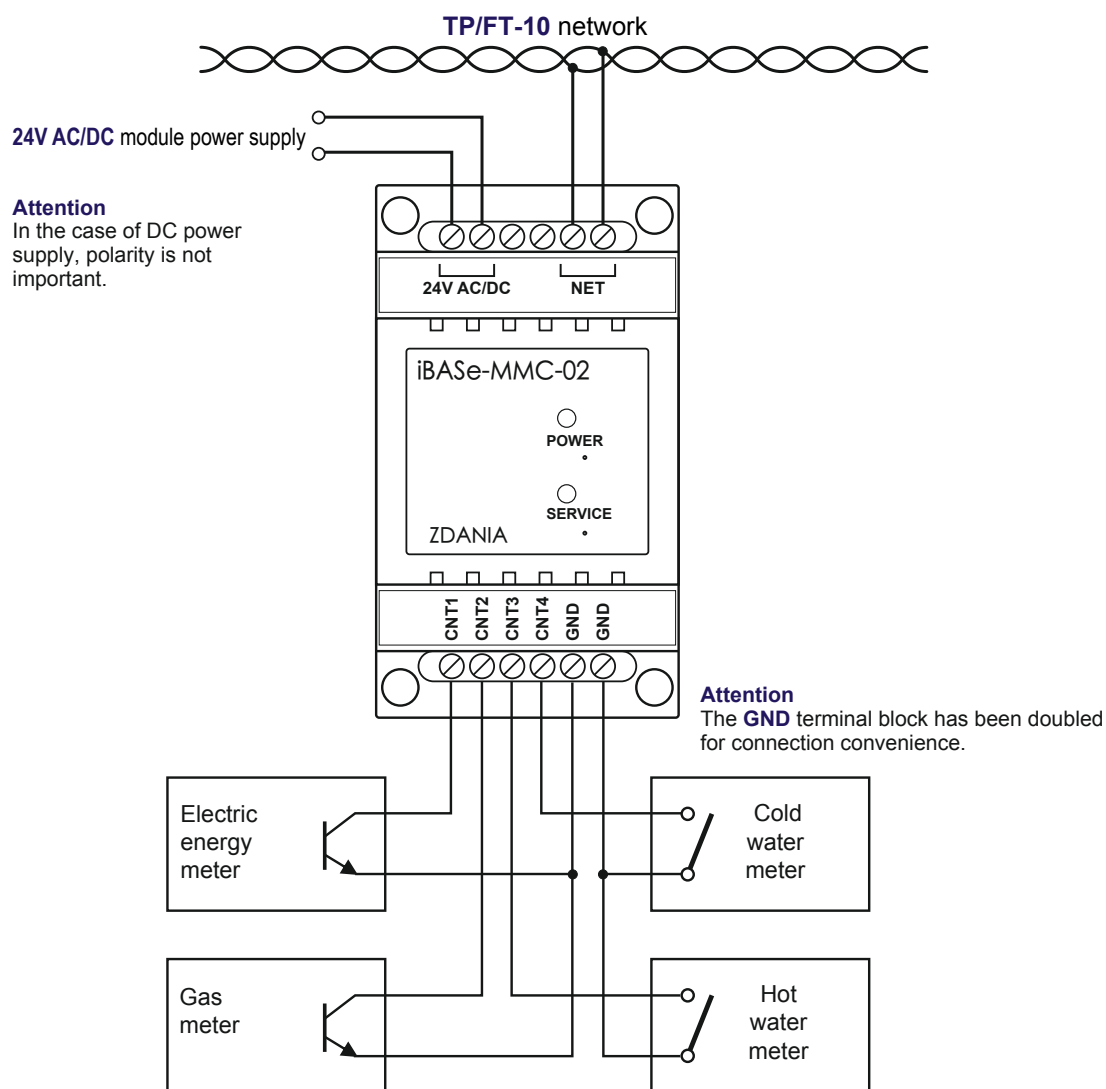 TP/FT-10 network
24V AC/DC module power supply
Attention
In the case of DC power
supply, polarity is not
important.
24V AC/DC
NET
iBASe-MMC-02
POWER
SERVICE
ZDANIA
CNT1
CNT2
CNT3
CNT4
GND
GND
Attention
The GND terminal block has been doubled
for connection convenience.
Electric
energy
meter
Cold
water
meter
Gas
meter
Hot
water
meter